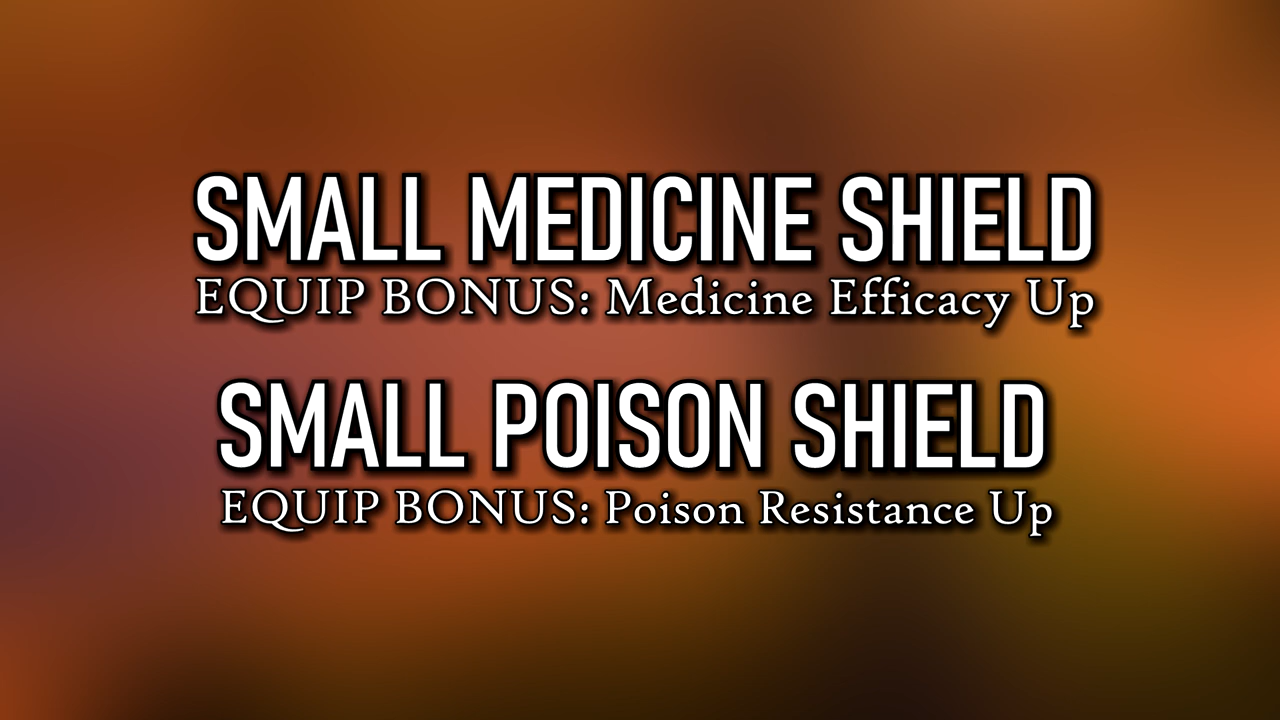 SMALL MEDICINE SHIELD
EQUIP BONUS: Medicine Efficacy Up
SMALL POISON SHIELD
EQUIP BONUS: Poison Resistance Up